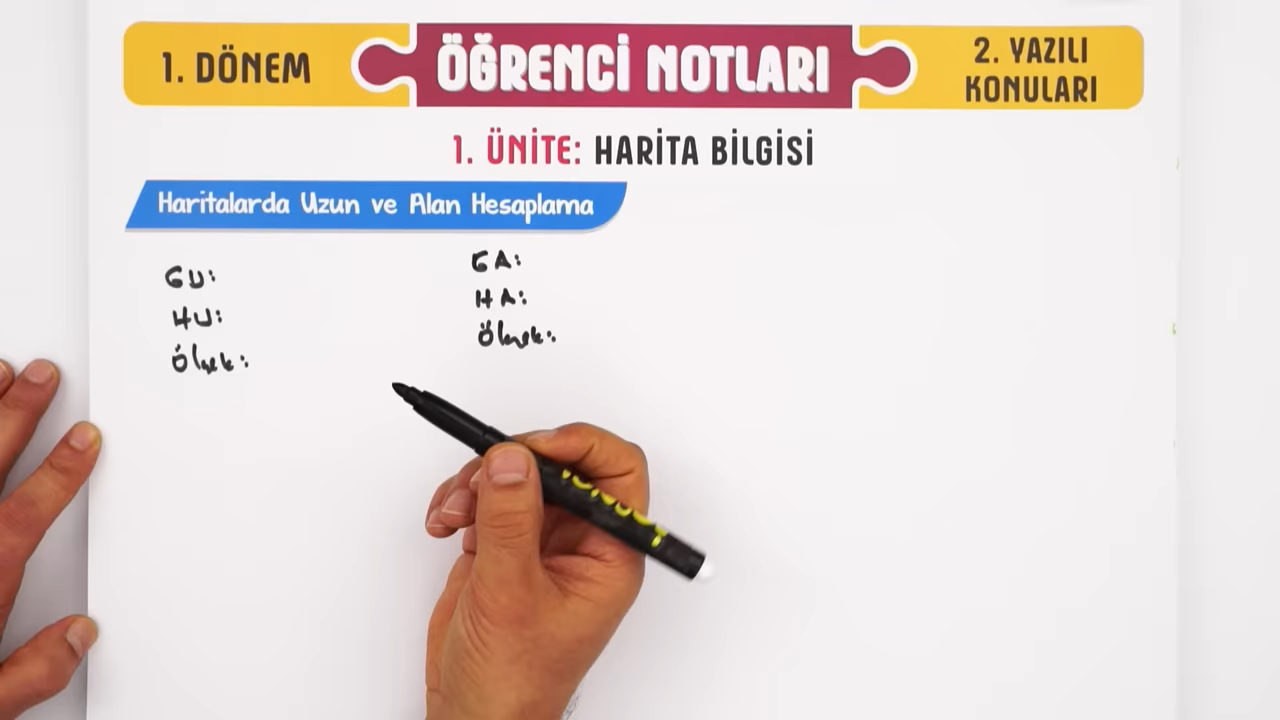 1. DÖNEM
ÖĞRENCİ NOTLARI
2. YAZILI
KONULARI
1. ÜNİTE: HARİTA BİLGİSİ
Haritalarda Uzun ve Alan Hesaplama
GU:
HU:
Ölçek:
GA:
HA:
Ölçek: